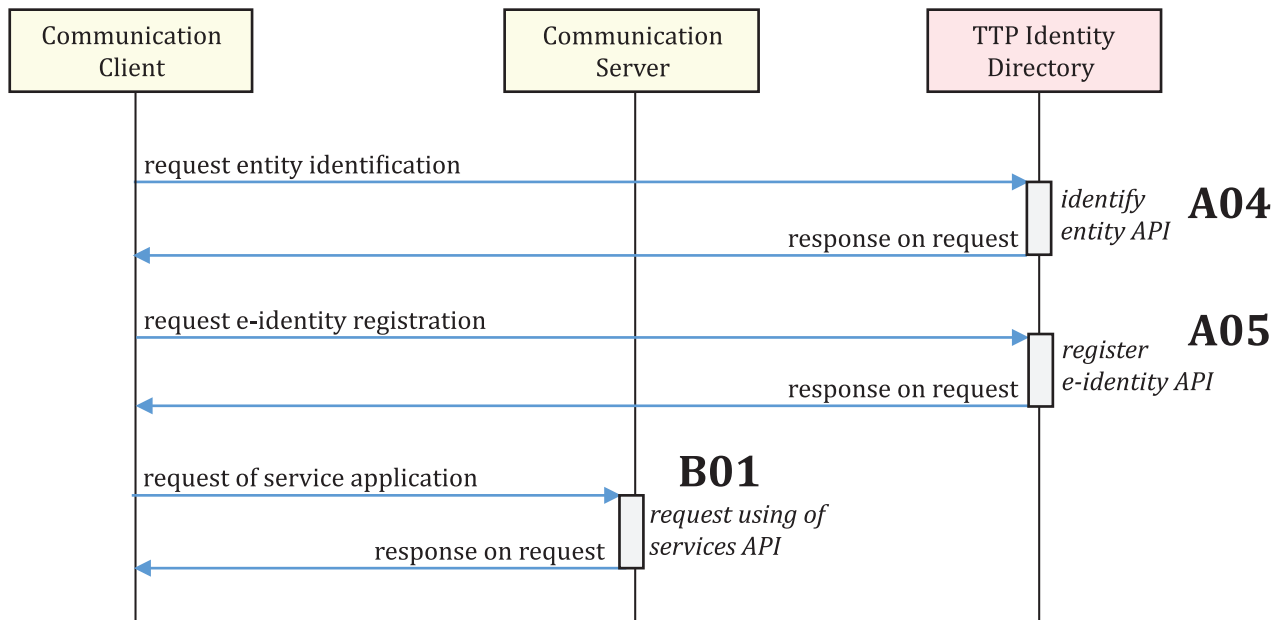 Communication
Client
Communication
Server
TTP Identity
Directory
request entity identification
identify
entity API
A04
response on request
request e-identity registration
A05
register
e-identity API
response on request
request of service application
B01
request using of
services API
response on request